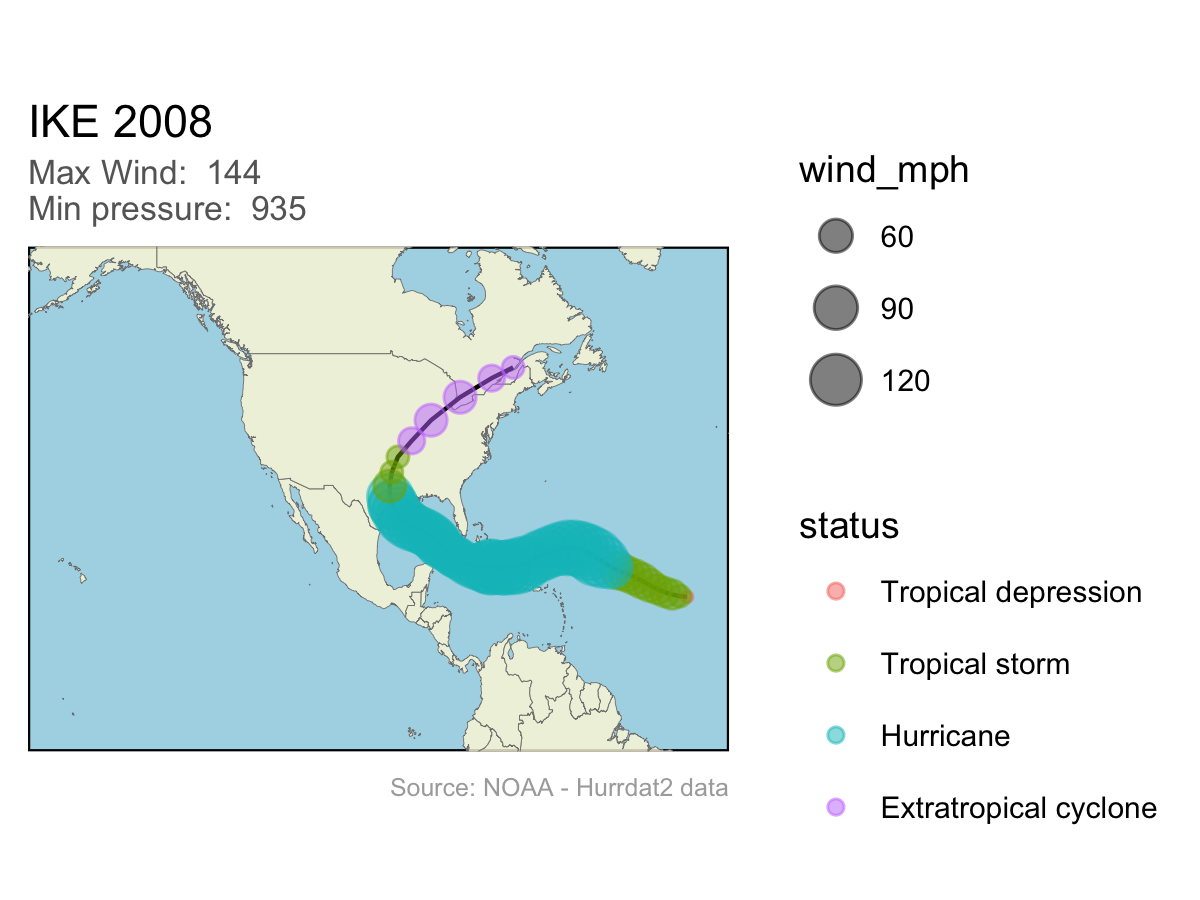 IKE 2008
Max Wind:  144
Min pressure:  935
wind_mph
60
90
120
status
Tropical depression
Tropical storm
Hurricane
Extratropical cyclone
Source: NOAA - Hurrdat2 data